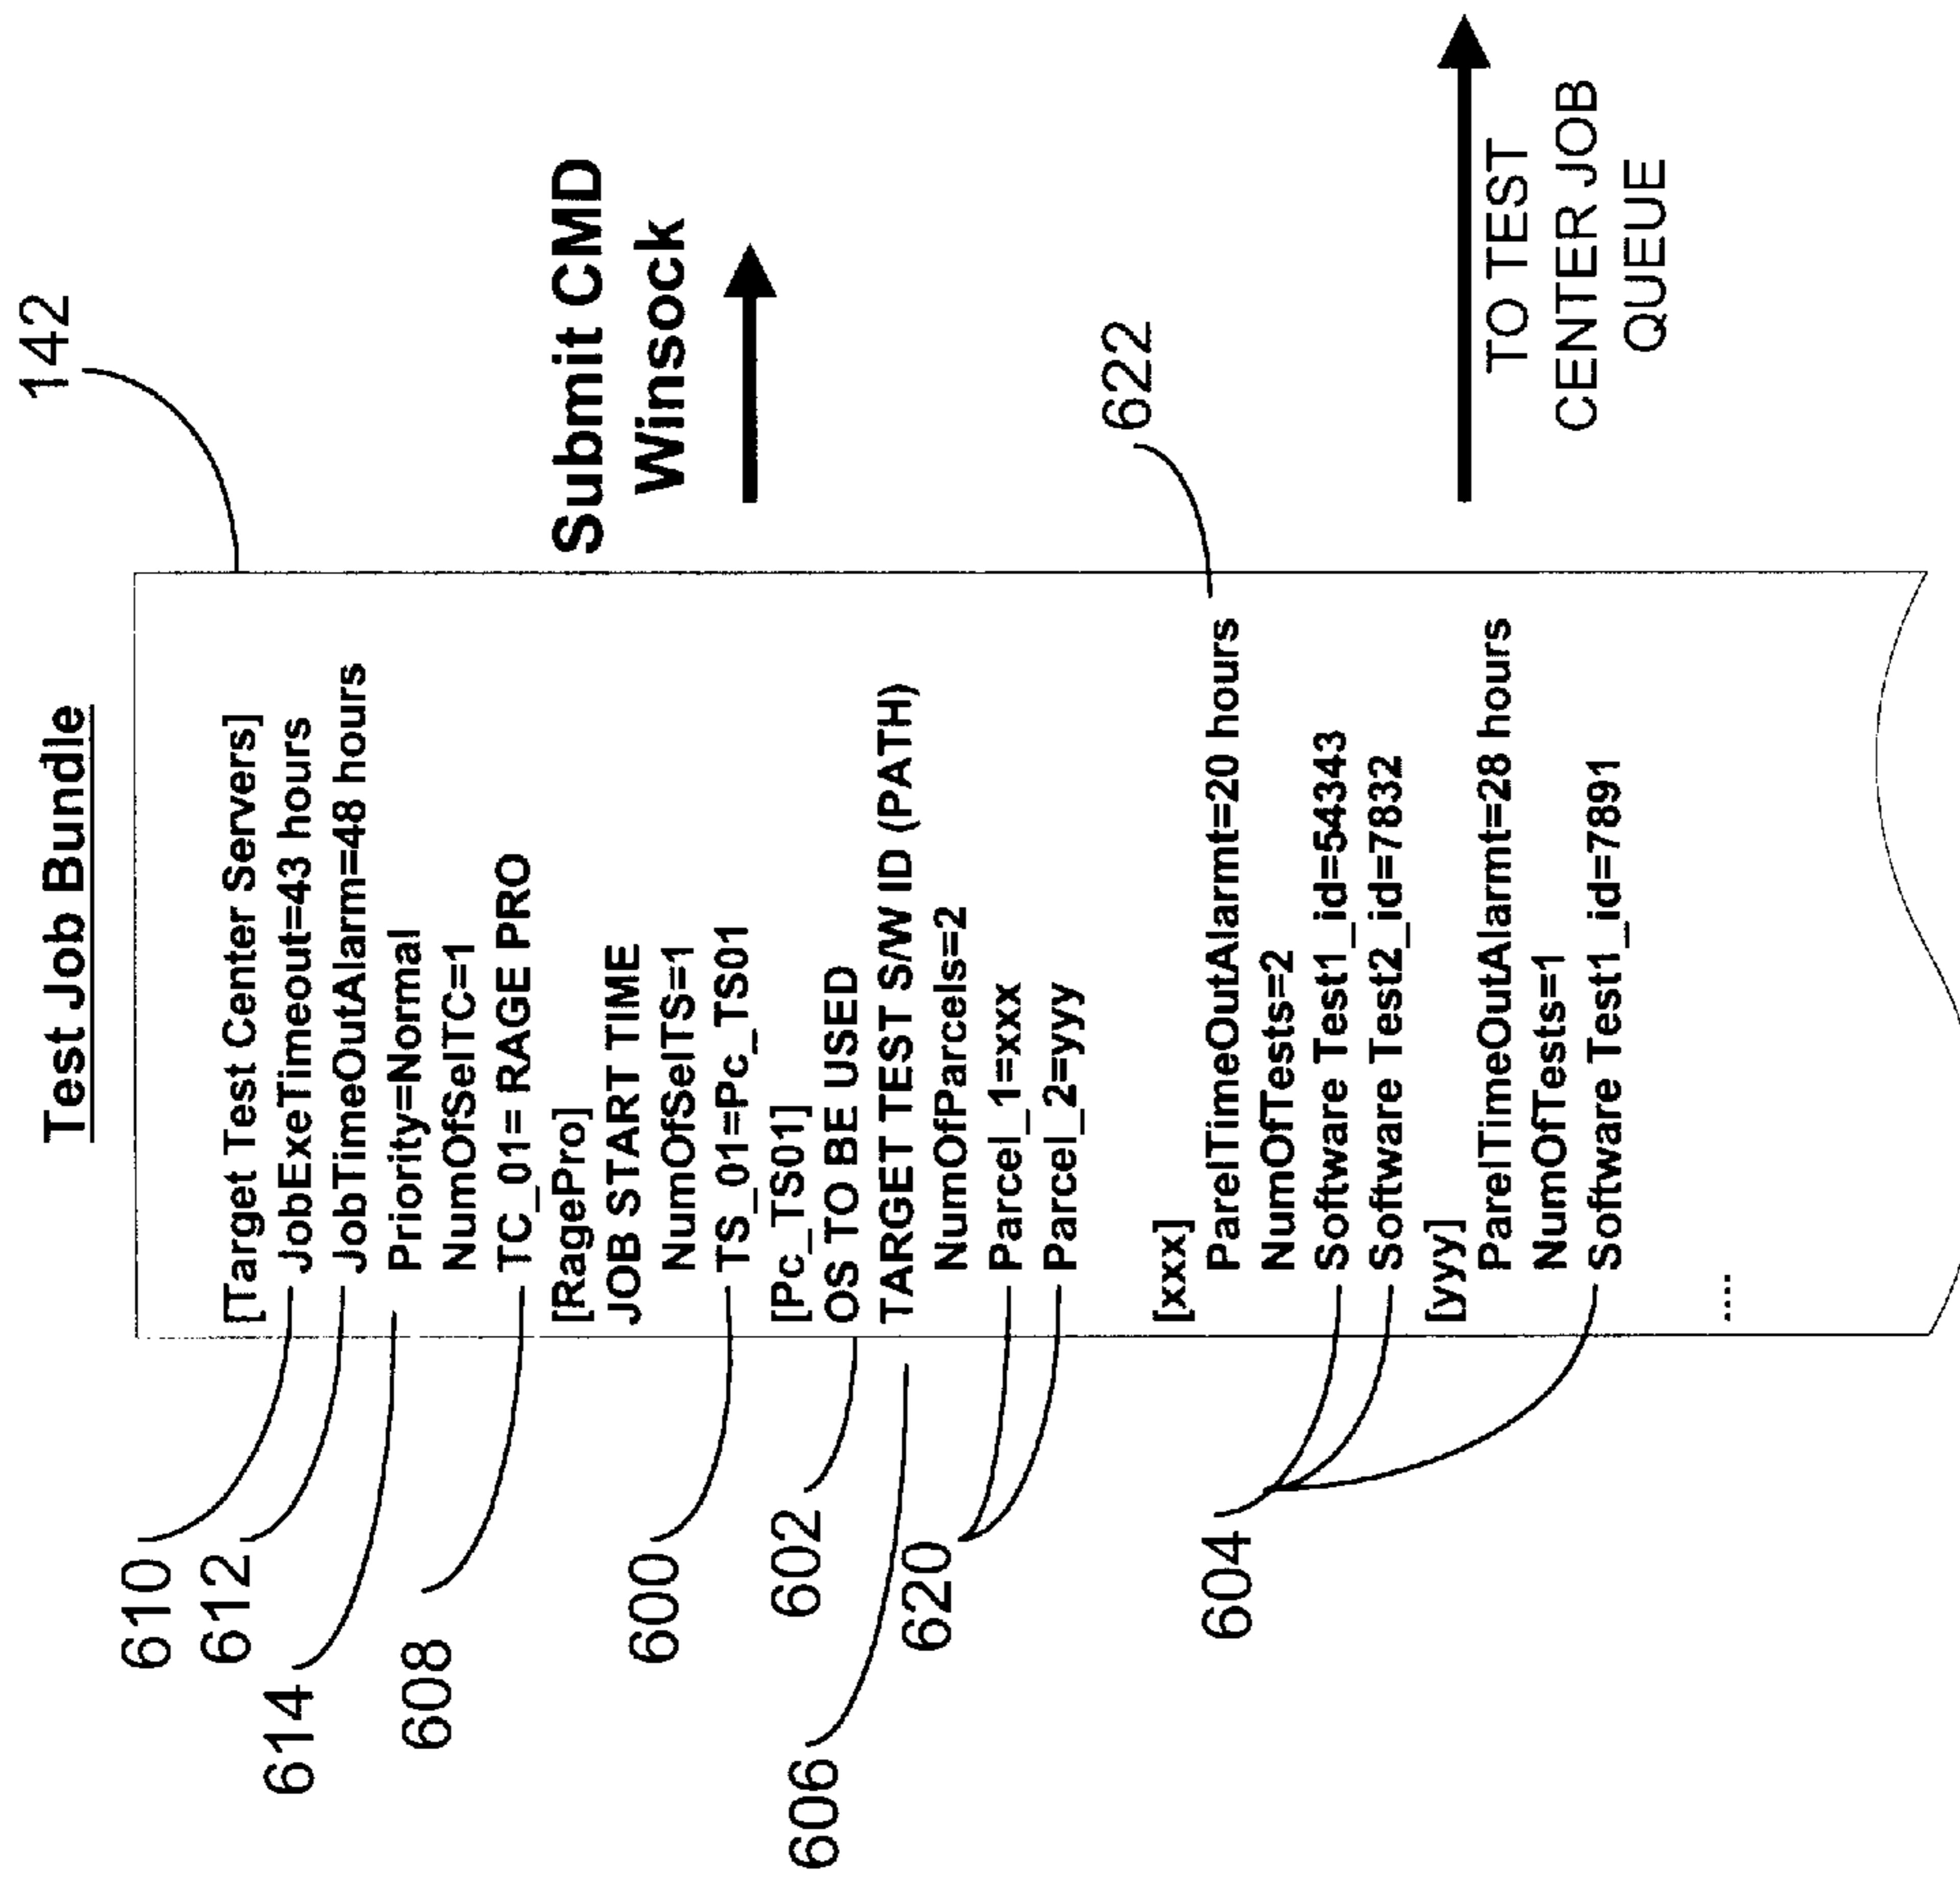 Test Job Bundle
142
610
612
614
608
600
602
606
620
604
[Target Test Center Servers]
JobExeTimeout=43 hours
JobTimeOutAlarm=48 hours
Priority=Normal
NumOfSelTC=1
TC_01= RAGE PRO
[RagePro]
JOB START TIME
NumOfSelTS=1
TS_01=Pc_TS01
[Pc_TS01]
OS TO BE USED
TARGET TEST S/W ID (PATH)
NumOfParcels=2
Parcel_1=xxx
Parcel_2=yyy
[xxx]
ParelTimeOutAlarmt=20 hours
NumOfTests=2
Software Test1_id=54343
Software Test2_id=7832
[yyy]
ParelTimeOutAlarmt=28 hours
NumOfTests=1
Software Test1_id=7891
....
Submit CMD
Winsock
622
TO TEST
CENTER JOB
QUEUE